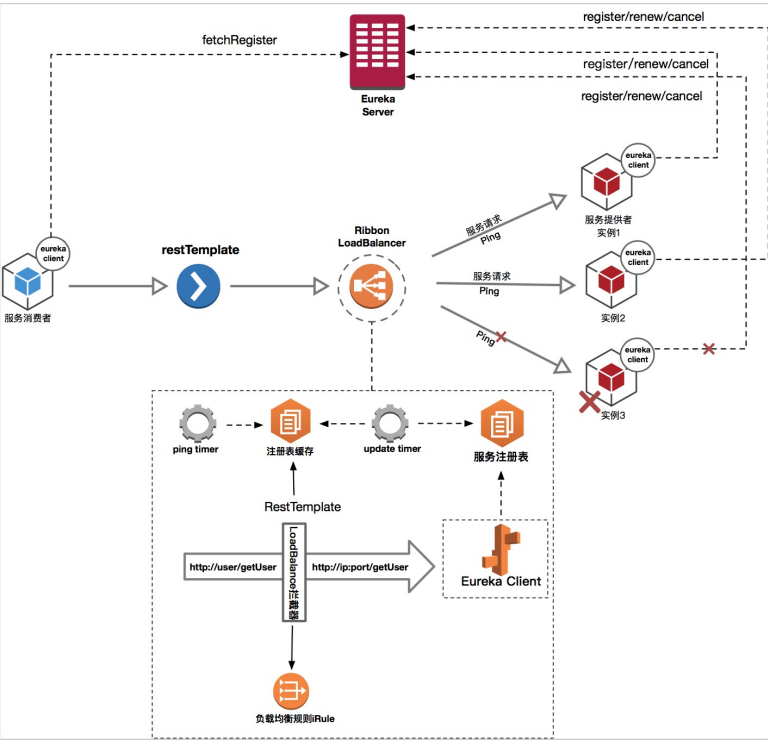 register/renew/cancel
fetchRegister
register/renew/cancel
register/renew/cancel
Eureka
Server
eureka
client
服务提供者
实例1
服务请求
Ping
Ribbon
LoadBalancer
restTemplate
eureka
client
服务消费者
服务请求
Ping
eureka
client
实例2
Ping
eureka
client
实例3
ping timer
注册表缓存
update timer
服务注册表
RestTemplate
LoadBalance拦截器
http://user/getUser
http://ip:port/getUser
Eureka Client
负载均衡规则iRule